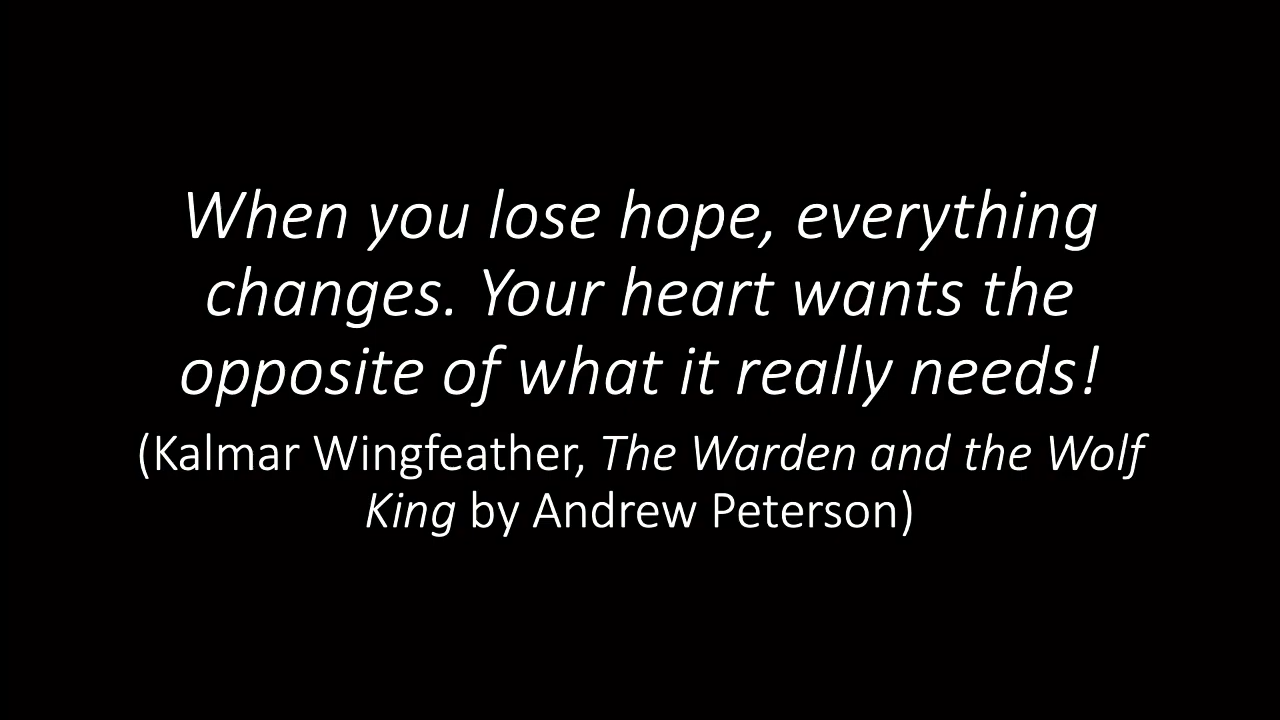 When you lose hope, everything
changes. Your heart wants the
opposite of what it really needs!
(Kalmar Wingfeather, The Warden and the Wolf
King by Andrew Peterson)